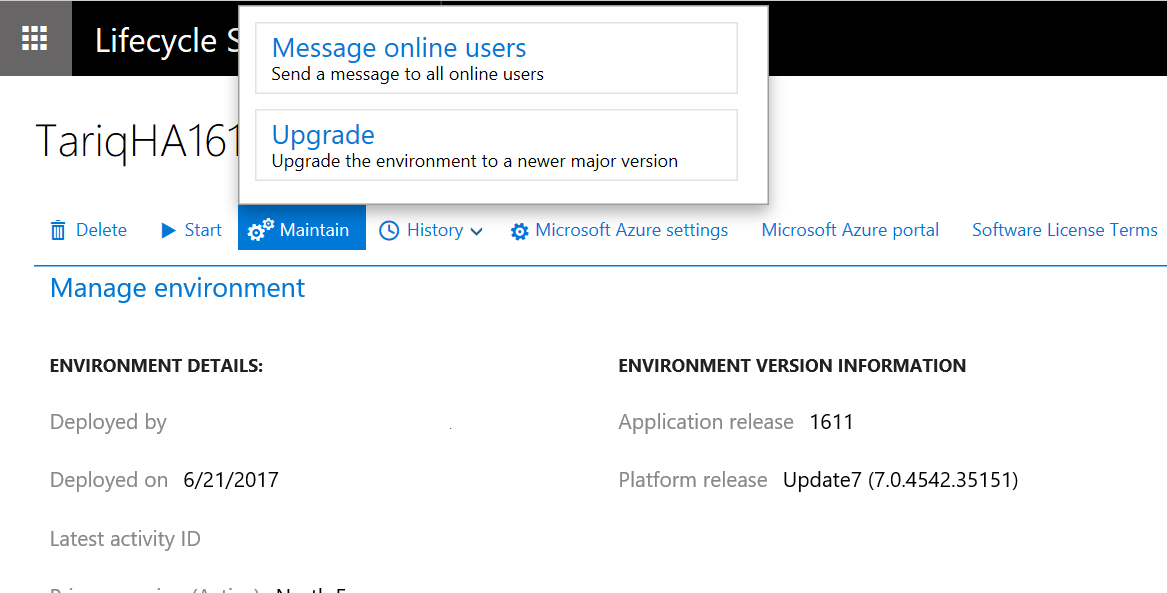 Lifecycle
Message online users
Send a message to all online users
Upgrade
Upgrade the environment to a newer major version
TariqHA161
Delete Start Maintain History Microsoft Azure settings Microsoft Azure portal Software License Terms
Manage environment
ENVIRONMENT DETAILS: ENVIRONMENT VERSION INFORMATION
Deployed by Application release 1611
Deployed on 6/21/2017 Platform release Update7 (7.0.4542.35151)
Latest activity ID